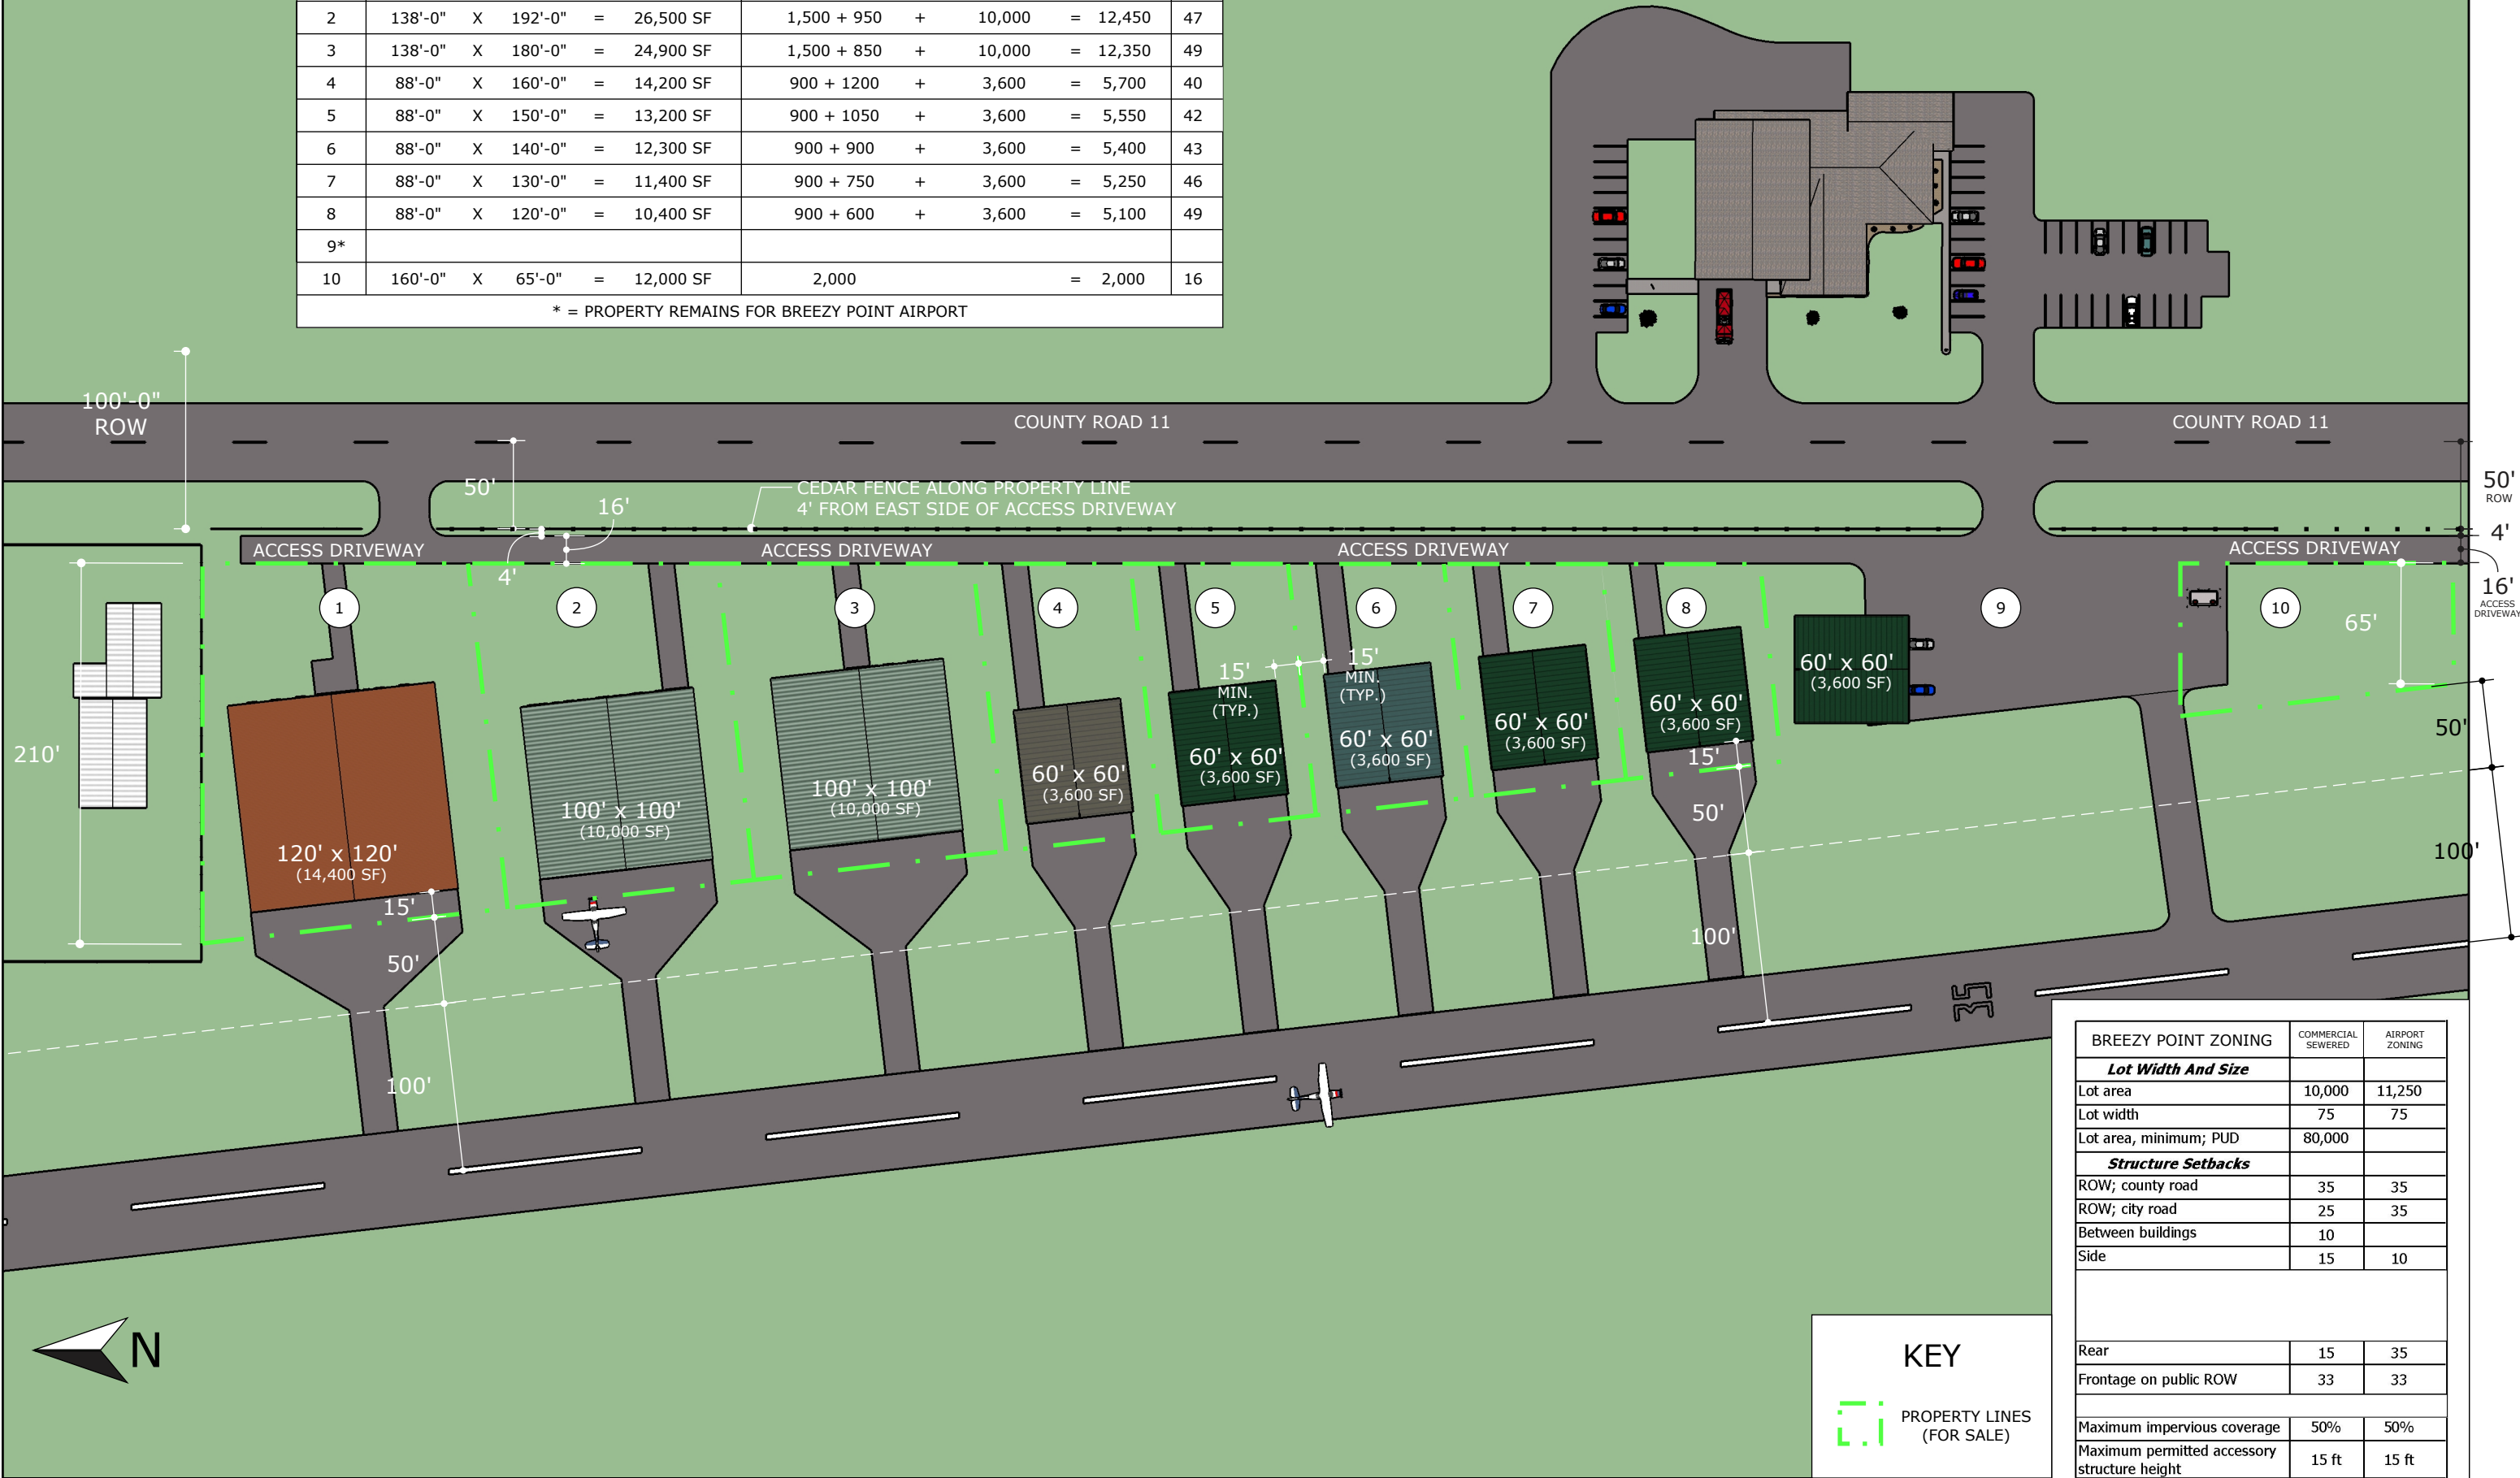 2 138'-0" X 192'-0" = 26,500 SF 1,500 + 950 + 10,000 = 12,450 47
3 138'-0" X 180'-0" = 24,900 SF 1,500 + 850 + 10,000 = 12,350 49
4 88'-0" X 160'-0" = 14,200 SF 900 + 1200 + 3,600 = 5,700 40
5 88'-0" X 150'-0" = 13,200 SF 900 + 1050 + 3,600 = 5,550 42
6 88'-0" X 140'-0" = 12,300 SF 900 + 900 + 3,600 = 5,400 43
7 88'-0" X 130'-0" = 11,400 SF 900 + 750 + 3,600 = 5,250 46
8 88'-0" X 120'-0" = 10,400 SF 900 + 600 + 3,600 = 5,100 49
9*
10 160'-0" X 65'-0" = 12,000 SF 2,000 = 2,000 16
* = PROPERTY REMAINS FOR BREEZY POINT AIRPORT
100'-0"
ROW
COUNTY ROAD 11
COUNTY ROAD 11
50'
16'
4'
CEDAR FENCE ALONG PROPERTY LINE
4' FROM EAST SIDE OF ACCESS DRIVEWAY
50'
ROW
4'
16'
ACCESS
DRIVEWAY
ACCESS DRIVEWAY
ACCESS DRIVEWAY
ACCESS DRIVEWAY
ACCESS DRIVEWAY
1
2
3
4
5
6
7
8
9
10
65'
210'
15'
MIN.
(TYP.)
15'
MIN.
(TYP.)
120' x 120'
(14,400 SF)
100' x 100'
(10,000 SF)
100' x 100'
(10,000 SF)
60' x 60'
(3,600 SF)
60' x 60'
(3,600 SF)
60' x 60'
(3,600 SF)
60' x 60'
(3,600 SF)
60' x 60'
(3,600 SF)
60' x 60'
(3,600 SF)
15'
50'
100'
15'
50'
100'
50'
100'
N
KEY
PROPERTY LINES
(FOR SALE)
BREEZY POINT ZONING COMMERCIAL SEWERED AIRPORT ZONING
Lot Width And Size
Lot area 10,000 11,250
Lot width 75 75
Lot area, minimum; PUD 80,000
Structure Setbacks
ROW; county road 35 35
ROW; city road 25 35
Between buildings 10
Side 15 10
Rear 15 35
Frontage on public ROW 33 33
Maximum impervious coverage 50% 50%
Maximum permitted accessory
structure height 15 ft 15 ft